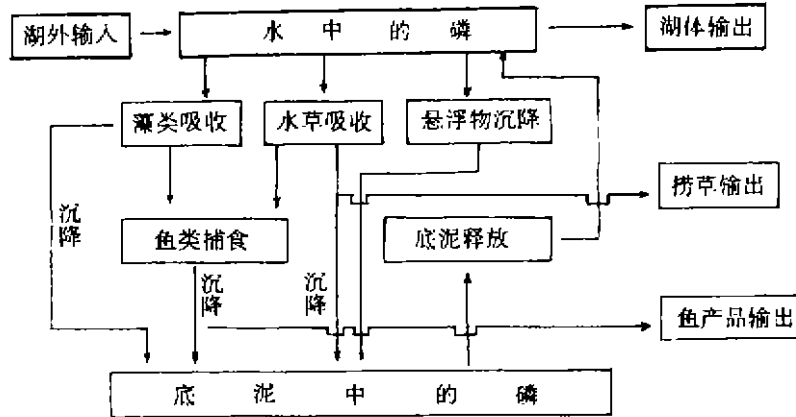 湖外输入
水中的磷
湖体输出
藻类吸收
水草吸收
悬浮物沉降
捞草输出
沉降
鱼类捕食
底泥释放
沉降
沉降
鱼产品输出
底泥中的磷